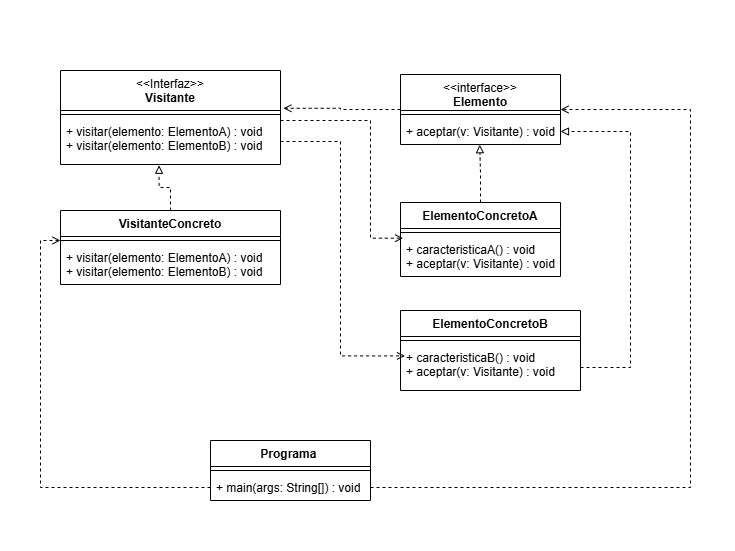 <<Interfaz>>
Visitante
+ visitar(elemento: ElementoA) : void
+ visitar(elemento: ElementoB) : void
<<interface>>
Elemento
+ aceptar(v: Visitante) : void
VisitanteConcreto
+ visitar(elemento: ElementoA) : void
+ visitar(elemento: ElementoB) : void
ElementoConcretoA
+ caracteristicaA() : void
+ aceptar(v: Visitante) : void
ElementoConcretoB
+ caracteristicaB() : void
+ aceptar(v: Visitante) : void
Programa
+ main(args: String[]) : void